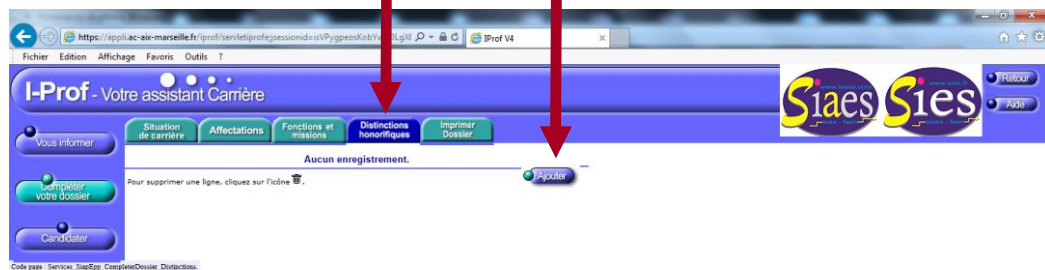 https://appli.ac-aix-marseille.fr/iprof/servletiprofe;jsessionid=isVPygpeosKobYv
IProf V4
Fichier Edition Affichage Favoris Outils ?
I-Prof - Votre assistant Carrière
Siaes Sies
Retour
Aide
Vous informer
Situation de carrière
Affectations
Fonctions et missions
Distinctions honorifiques
Imprimer Dossier
Aucun enregistrement.
Ajouter
Pour supprimer une ligne, cliquez sur l'icône .
Compléter votre dossier
Candidater
Code page : Services_SiapEpp_CompleterDossier_Distinctions.